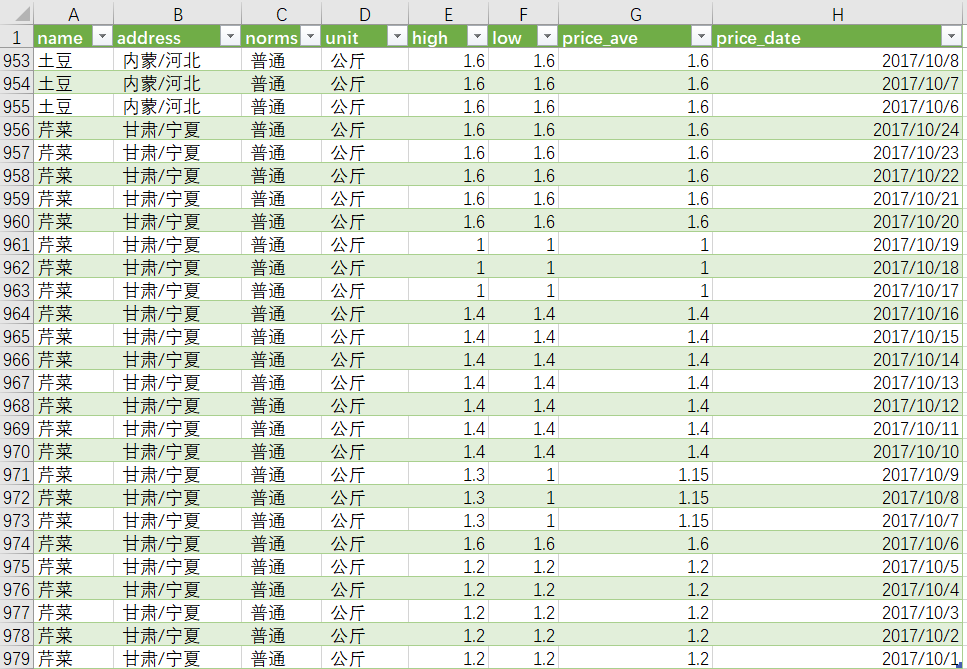 A B C D E F G H
1 name address norms unit high low price_ave price_date
953 土豆 内蒙/河北 普通 公斤 1.6 1.6 1.6 2017/10/8
954 土豆 内蒙/河北 普通 公斤 1.6 1.6 1.6 2017/10/7
955 土豆 内蒙/河北 普通 公斤 1.6 1.6 1.6 2017/10/6
956 芹菜 甘肃/宁夏 普通 公斤 1.6 1.6 1.6 2017/10/24
957 芹菜 甘肃/宁夏 普通 公斤 1.6 1.6 1.6 2017/10/23
958 芹菜 甘肃/宁夏 普通 公斤 1.6 1.6 1.6 2017/10/22
959 芹菜 甘肃/宁夏 普通 公斤 1.6 1.6 1.6 2017/10/21
960 芹菜 甘肃/宁夏 普通 公斤 1.6 1.6 1.6 2017/10/20
961 芹菜 甘肃/宁夏 普通 公斤 1 1 1 2017/10/19
962 芹菜 甘肃/宁夏 普通 公斤 1 1 1 2017/10/18
963 芹菜 甘肃/宁夏 普通 公斤 1 1 1 2017/10/17
964 芹菜 甘肃/宁夏 普通 公斤 1.4 1.4 1.4 2017/10/16
965 芹菜 甘肃/宁夏 普通 公斤 1.4 1.4 1.4 2017/10/15
966 芹菜 甘肃/宁夏 普通 公斤 1.4 1.4 1.4 2017/10/14
967 芹菜 甘肃/宁夏 普通 公斤 1.4 1.4 1.4 2017/10/13
968 芹菜 甘肃/宁夏 普通 公斤 1.4 1.4 1.4 2017/10/12
969 芹菜 甘肃/宁夏 普通 公斤 1.4 1.4 1.4 2017/10/11
970 芹菜 甘肃/宁夏 普通 公斤 1.4 1.4 1.4 2017/10/10
971 芹菜 甘肃/宁夏 普通 公斤 1.3 1 1.15 2017/10/9
972 芹菜 甘肃/宁夏 普通 公斤 1.3 1 1.15 2017/10/8
973 芹菜 甘肃/宁夏 普通 公斤 1.3 1 1.15 2017/10/7
974 芹菜 甘肃/宁夏 普通 公斤 1.6 1.6 1.6 2017/10/6
975 芹菜 甘肃/宁夏 普通 公斤 1.2 1.2 1.2 2017/10/5
976 芹菜 甘肃/宁夏 普通 公斤 1.2 1.2 1.2 2017/10/4
977 芹菜 甘肃/宁夏 普通 公斤 1.2 1.2 1.2 2017/10/3
978 芹菜 甘肃/宁夏 普通 公斤 1.2 1.2 1.2 2017/10/2
979 芹菜 甘肃/宁夏 普通 公斤 1.2 1.2 1.2 2017/10/1